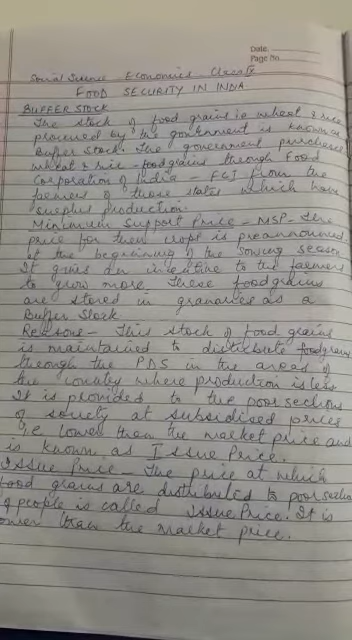 Date:
Page No
Social Science Economics - Class IX
FOOD SECURITY IN INDIA
BUFFER STOCK
The stock of food grains i.e wheat & rice
procured by the government is known as
Buffer Stock. The government purchases
wheat & rice - foodgrains through Food
Corporation of India - FCI from the
farmers of those states which have
surplus production.
Minimum Support Price - MSP - The
price for their crops is preannounced
at the beginning of the sowing season
It gives an incentive to the farmers
to grow more. These foodgrains
are stored in granaries as a
Buffer Stock
Reasons - This stock of food grains
is maintained to distribute foodgrains
through the PDS in the areas of
the country where production is less
It is provided to the poor sections
of society at subsidised prices
i.e lower than the market price and
is known as Issue Price.
Issue Price - The price at which
food grains are distributed to poor section
of people is called Issue Price. It is
ower than the market price.